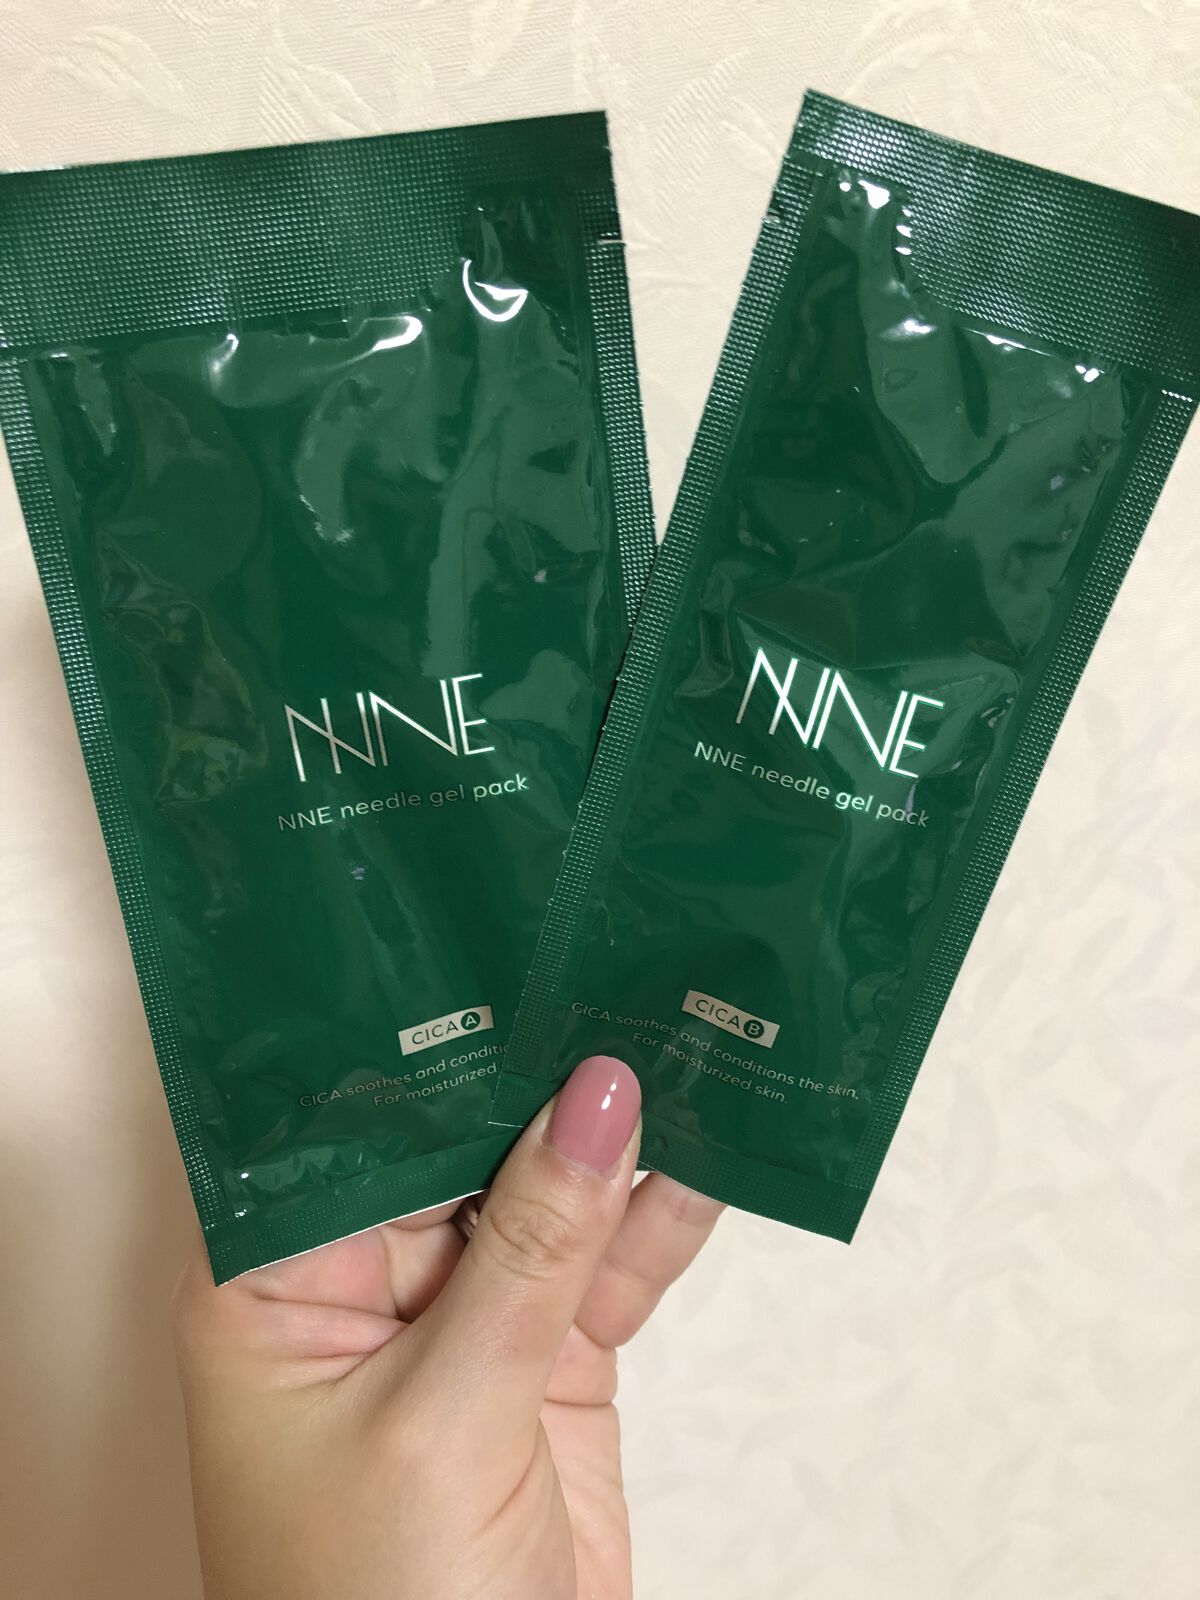 NNE
NNE needle gel pack
CICA A
CICA soothes and conditio
For moisturized
NNE
NNE needle gel pack
CICA B
CICA soothes and conditions the skin.
For moisturized skin.